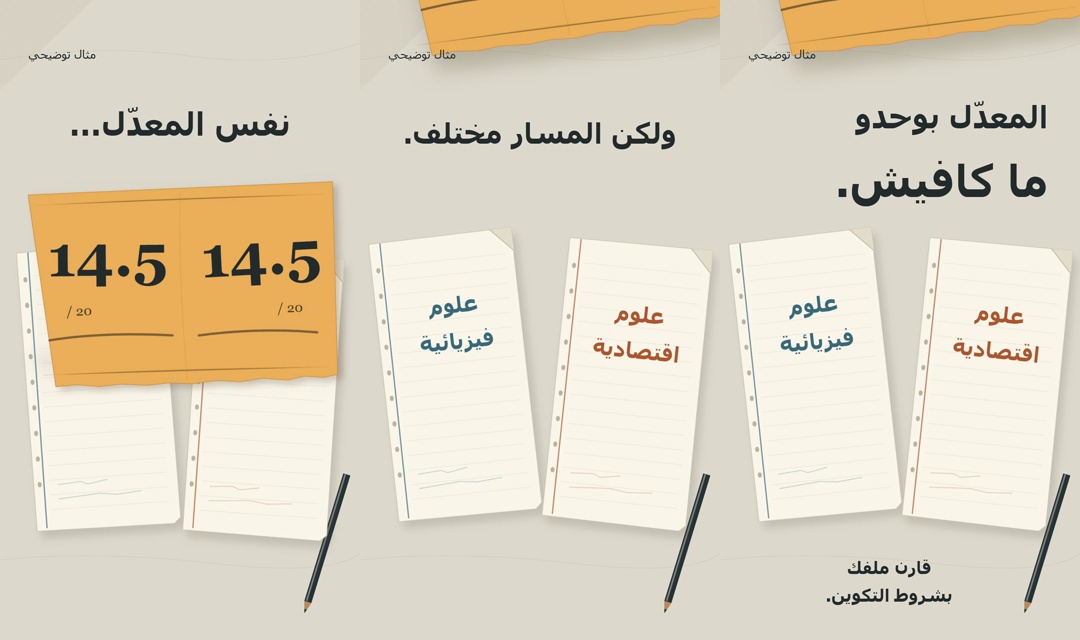 مثال توضيحي
نفس المعدّل...
14.5 14.5
/ 20 / 20
مثال توضيحي
ولكن المسار مختلف.
علوم
فيزيائية
علوم
اقتصادية
مثال توضيحي
المعدّل بوحدو
ما كافيش.
علوم
فيزيائية
علوم
اقتصادية
قارن ملفك
بشروط التكوين.